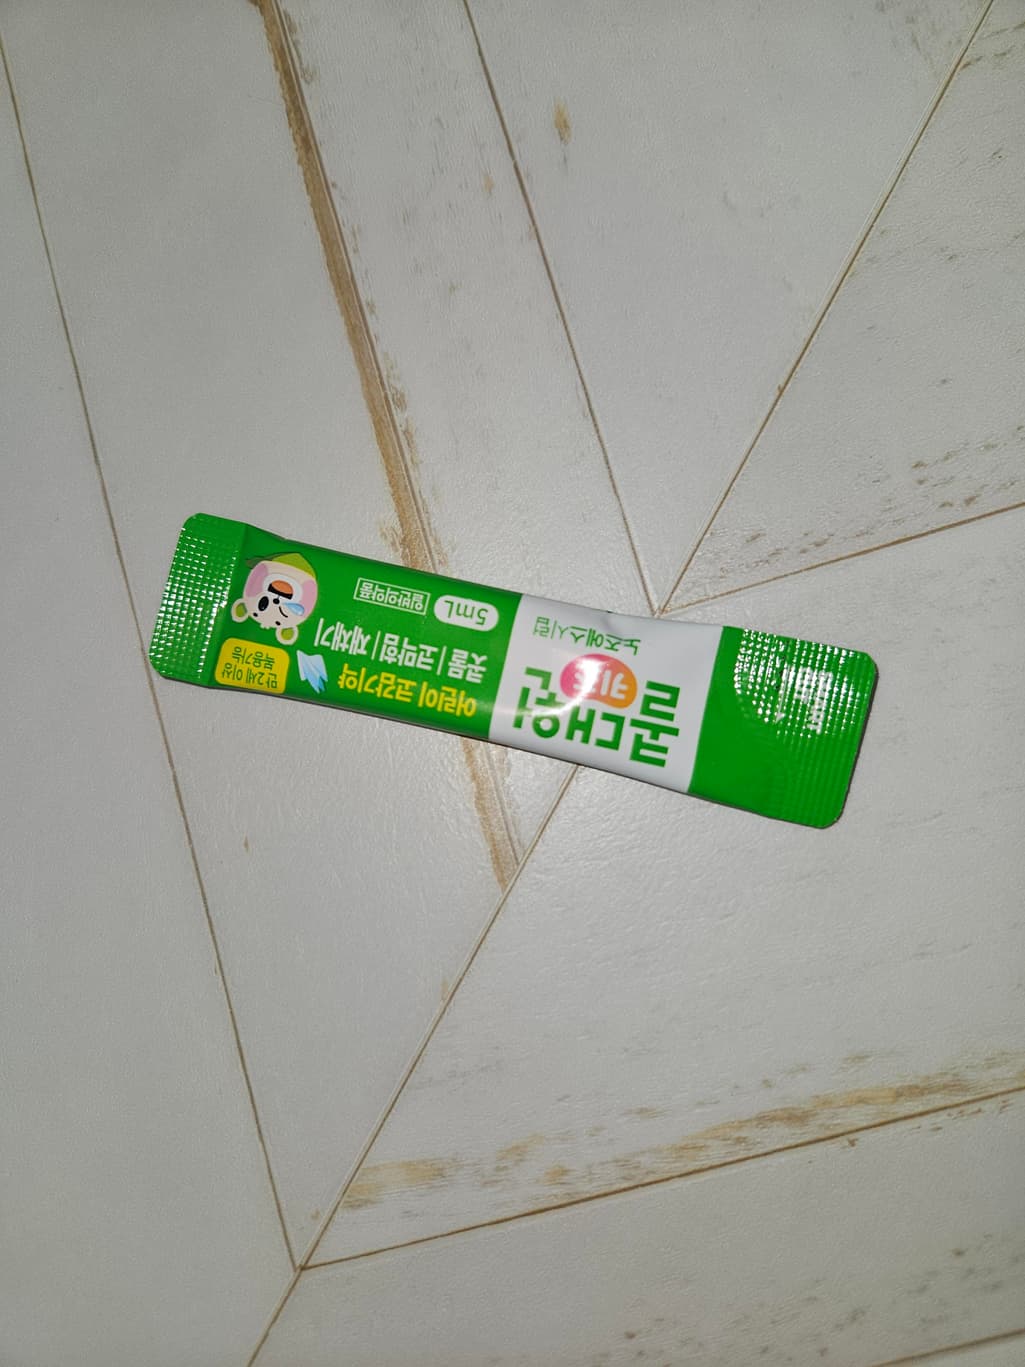 콜대원
키즈
노즈에스시럽
어린이 코감기약
콧물 | 코막힘 | 재채기
5mL
일반의약품
만 2세 이상
복용가능